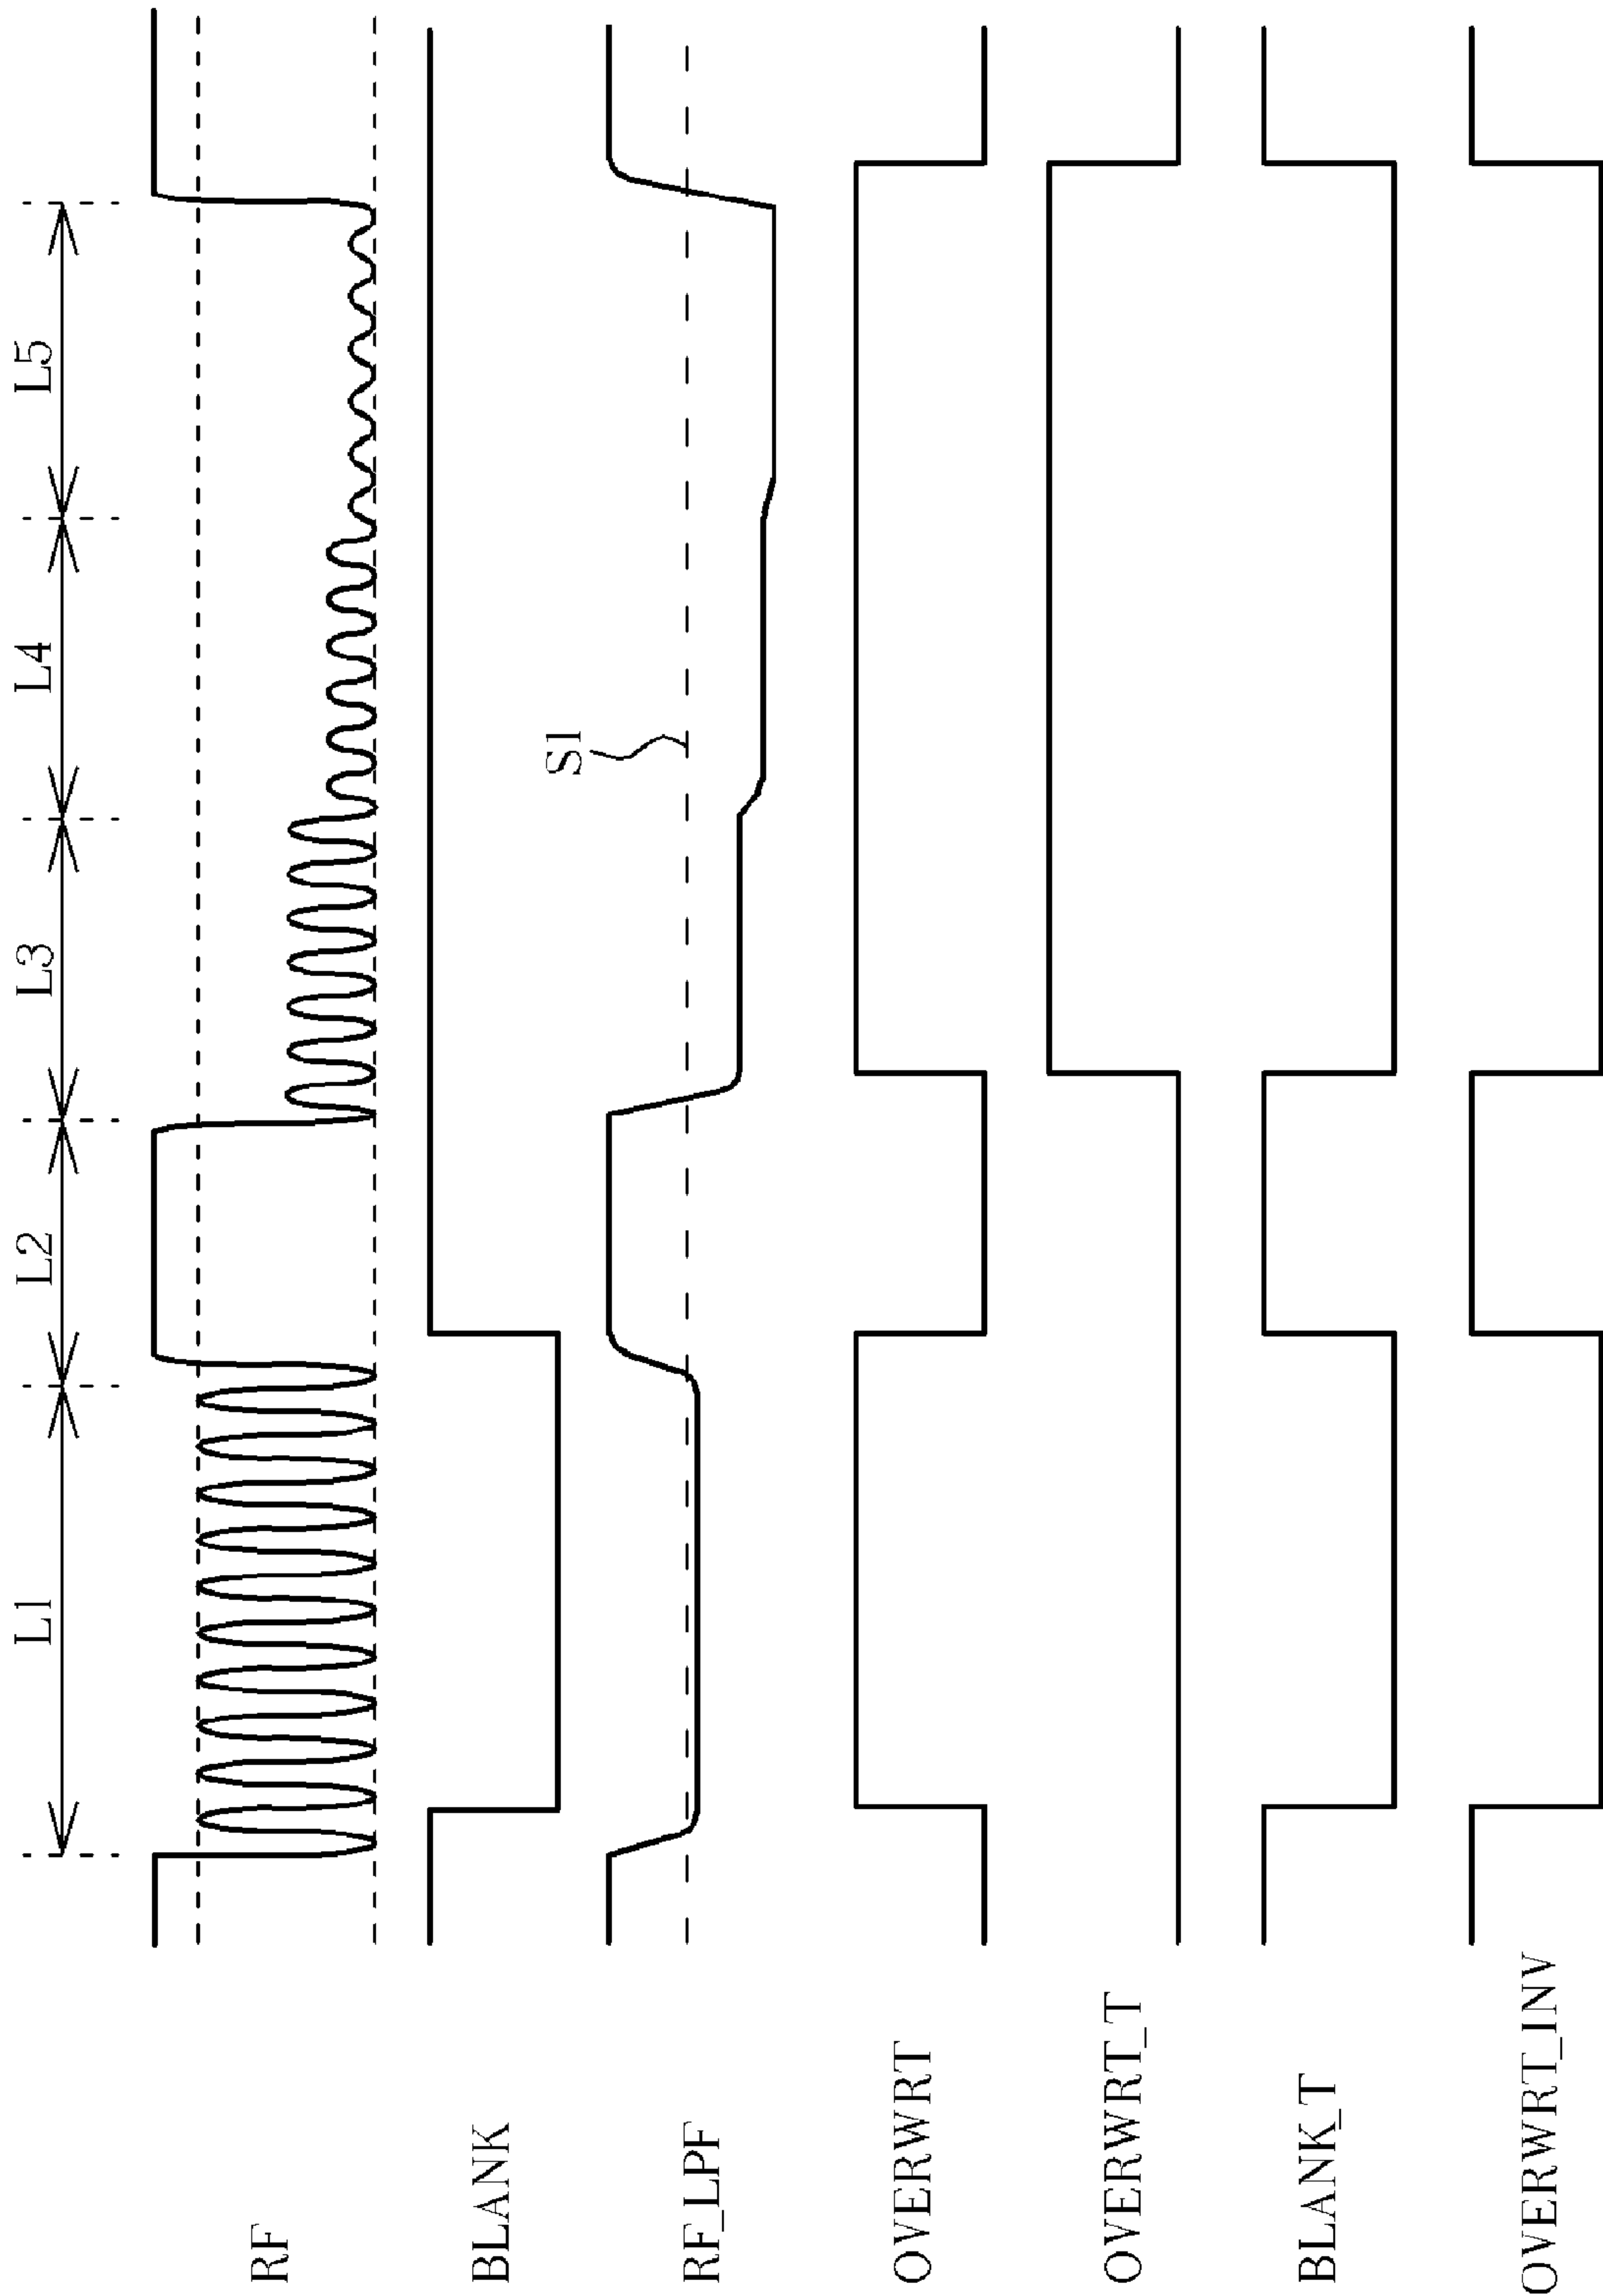 L1
L2
L3
L4
L5
RF
BLANK
S1
RF_LPF
OVERWRT
OVERWRT_T
BLANK_T
OVERWRT_INV